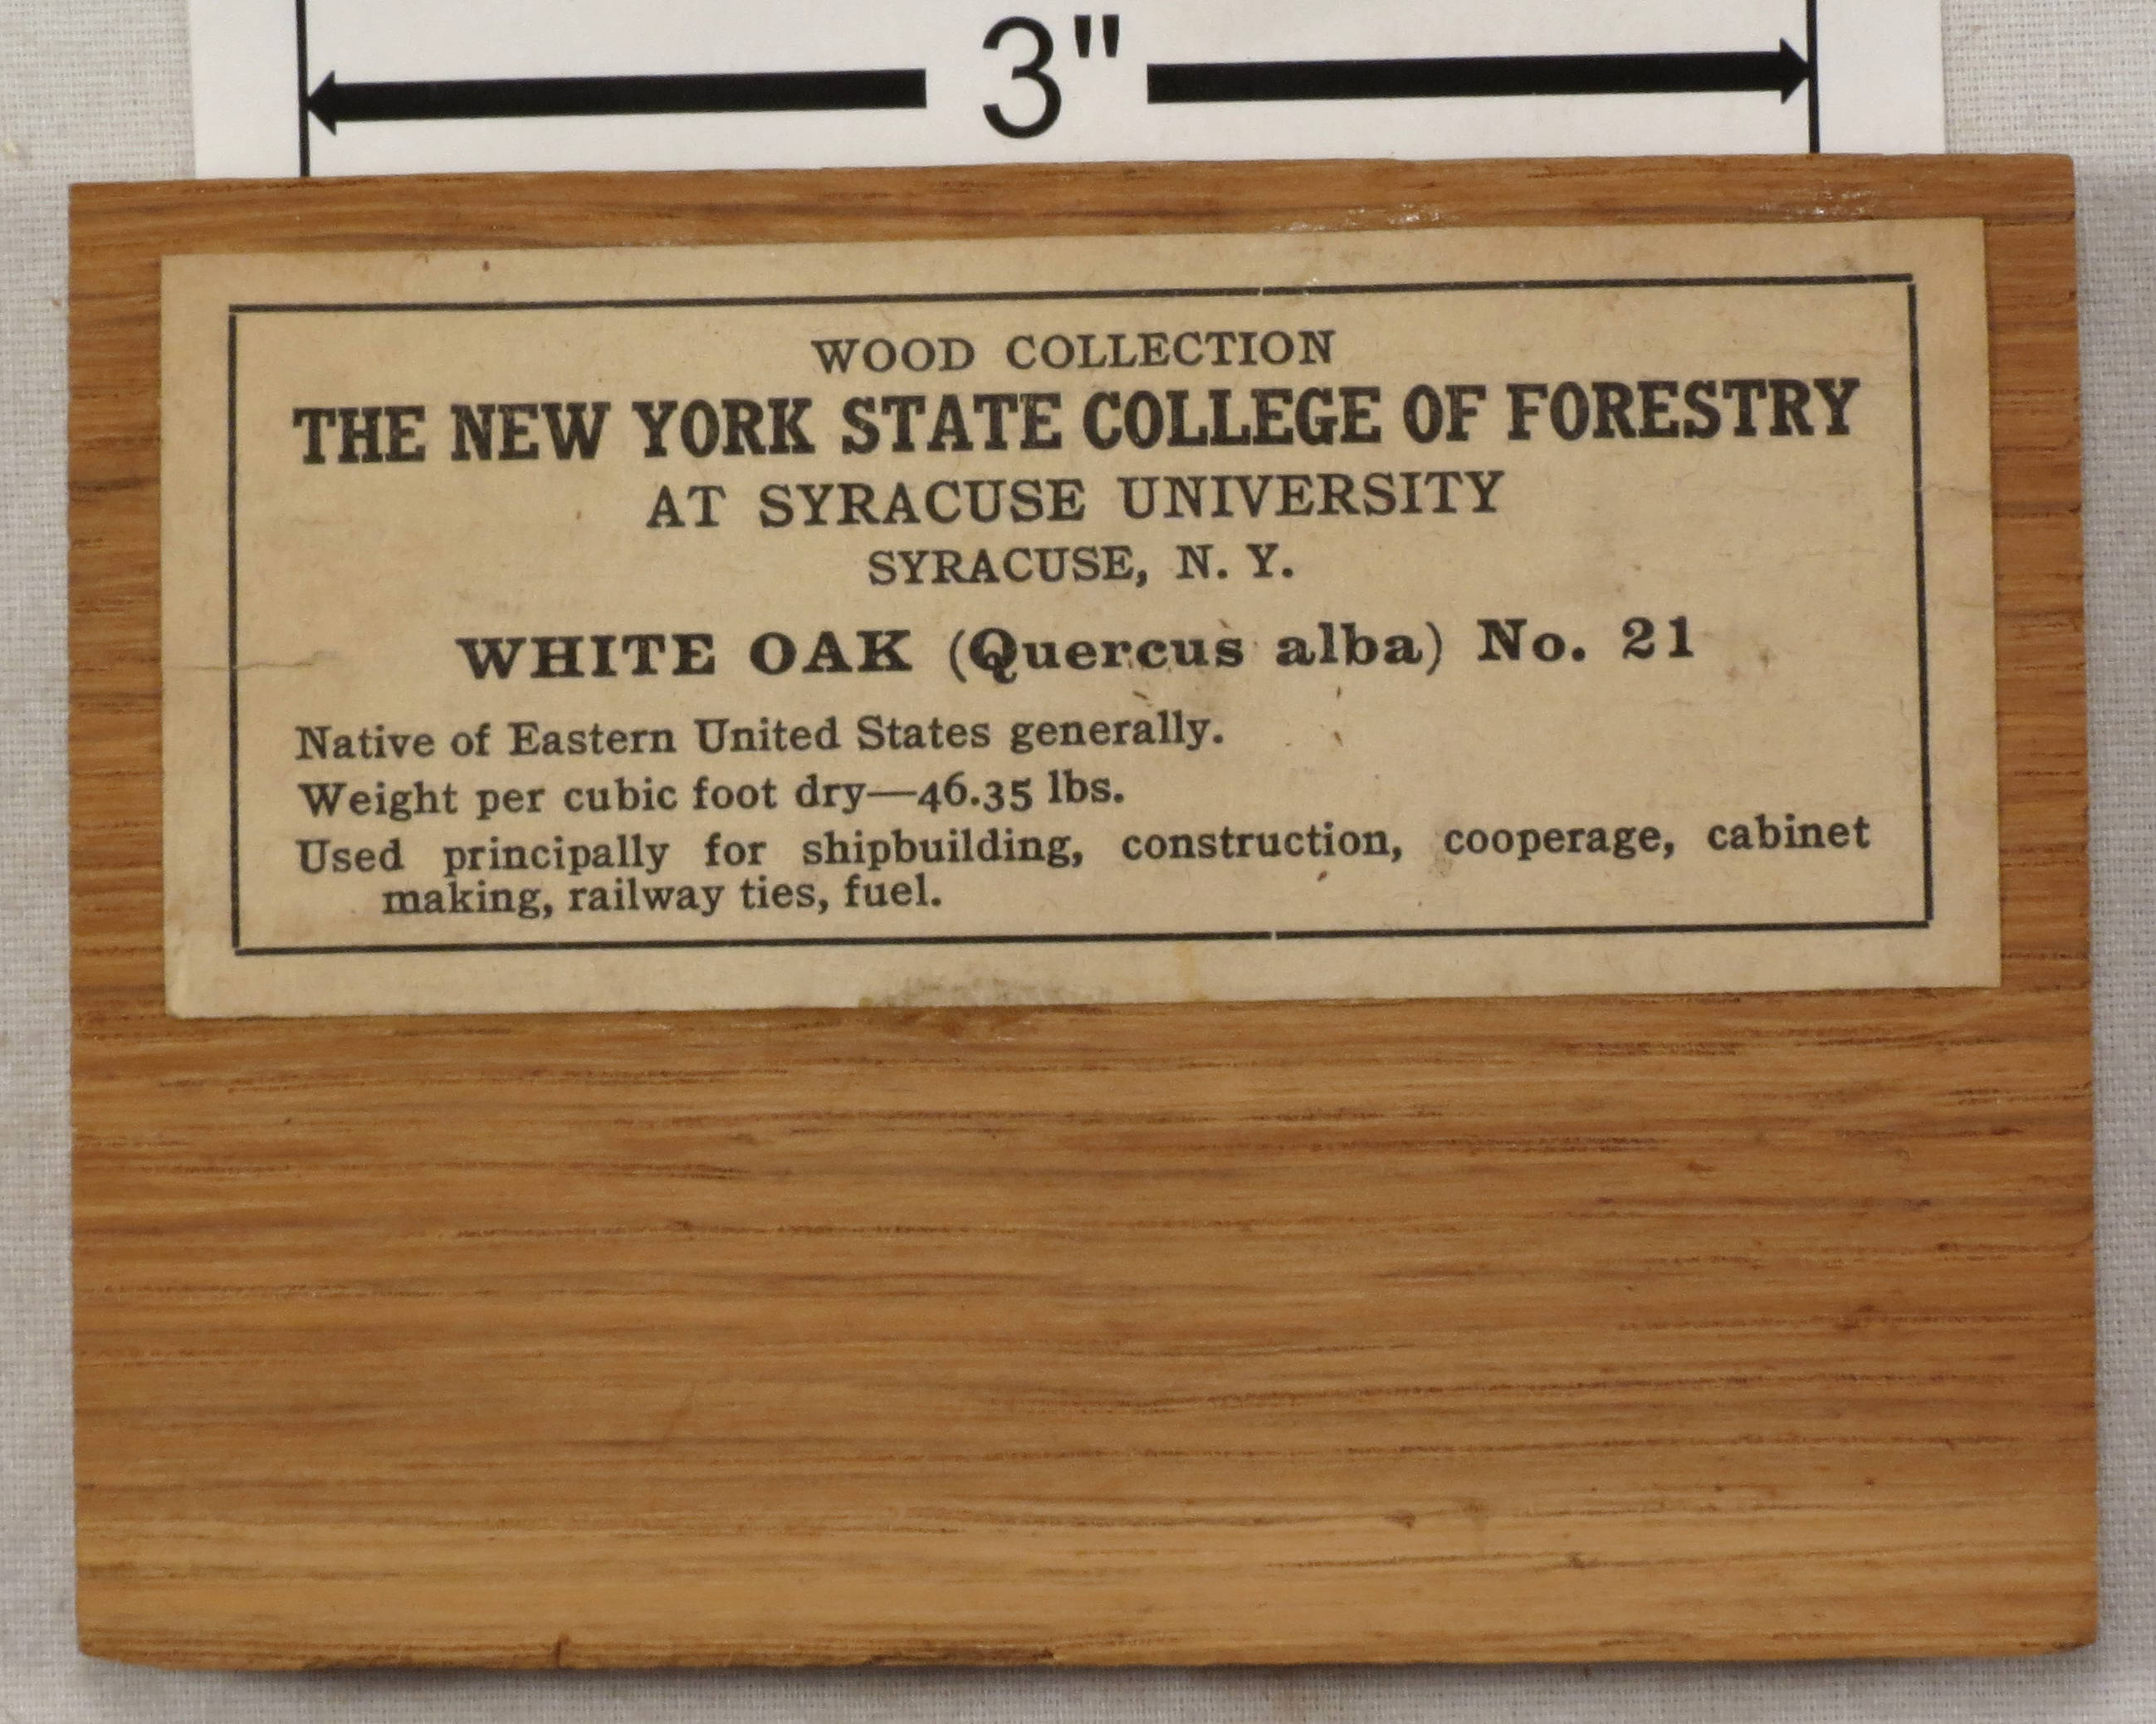 3"
WOOD COLLECTION
THE NEW YORK STATE COLLEGE OF FORESTRY
AT SYRACUSE UNIVERSITY
SYRACUSE, N. Y.
WHITE OAK (Quercus alba) No. 21
Native of Eastern United States generally.
Weight per cubic foot dry—46.35 lbs.
Used principally for shipbuilding, construction, cooperage, cabinet
making, railway ties, fuel.